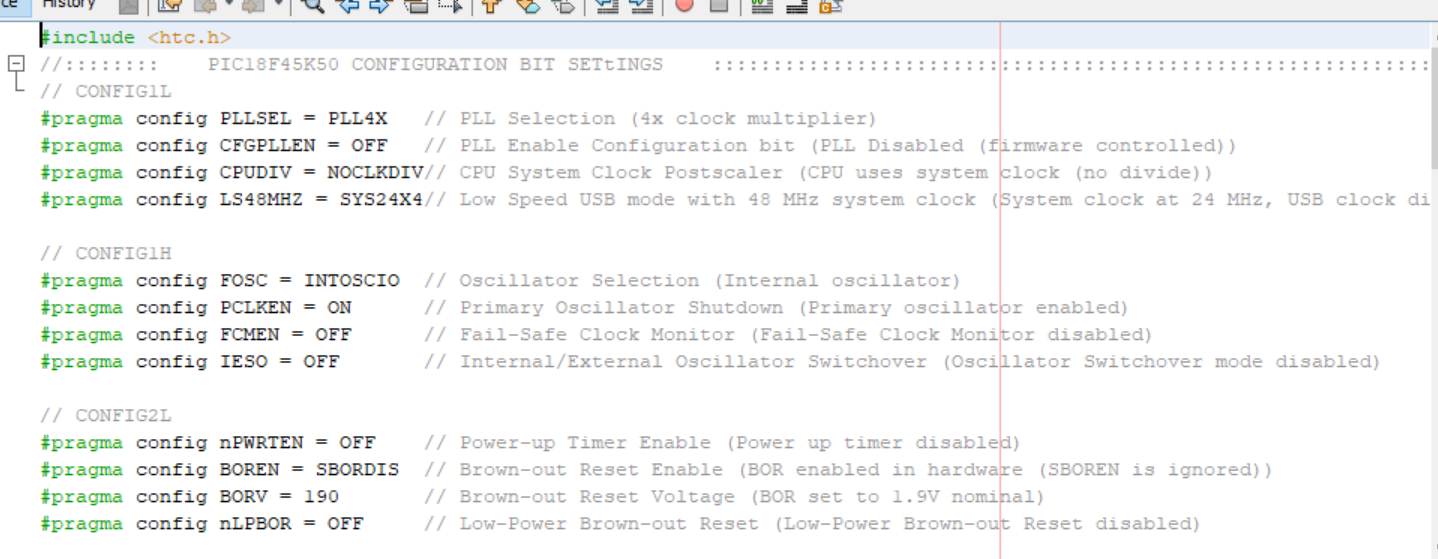 ce History
#include <htc.h>
//:::::::: PIC18F45K50 CONFIGURATION BIT SETtINGS ::::::::::::::::::::::::::::::::::::::::::::::::::::::::::::
// CONFIG1L
#pragma config PLLSEL = PLL4X // PLL Selection (4x clock multiplier)
#pragma config CFGPLLEN = OFF // PLL Enable Configuration bit (PLL Disabled (firmware controlled))
#pragma config CPUDIV = NOCLKDIV// CPU System Clock Postscaler (CPU uses system clock (no divide))
#pragma config LS48MHZ = SYS24X4// Low Speed USB mode with 48 MHz system clock (System clock at 24 MHz, USB clock di
// CONFIG1H
#pragma config FOSC = INTOSCIO // Oscillator Selection (Internal oscillator)
#pragma config PCLKEN = ON // Primary Oscillator Shutdown (Primary oscillator enabled)
#pragma config FCMEN = OFF // Fail-Safe Clock Monitor (Fail-Safe Clock Monitor disabled)
#pragma config IESO = OFF // Internal/External Oscillator Switchover (Oscillator Switchover mode disabled)
// CONFIG2L
#pragma config nPWRTEN = OFF // Power-up Timer Enable (Power up timer disabled)
#pragma config BOREN = SBORDIS // Brown-out Reset Enable (BOR enabled in hardware (SBOREN is ignored))
#pragma config BORV = 190 // Brown-out Reset Voltage (BOR set to 1.9V nominal)
#pragma config nLPBOR = OFF // Low-Power Brown-out Reset (Low-Power Brown-out Reset disabled)